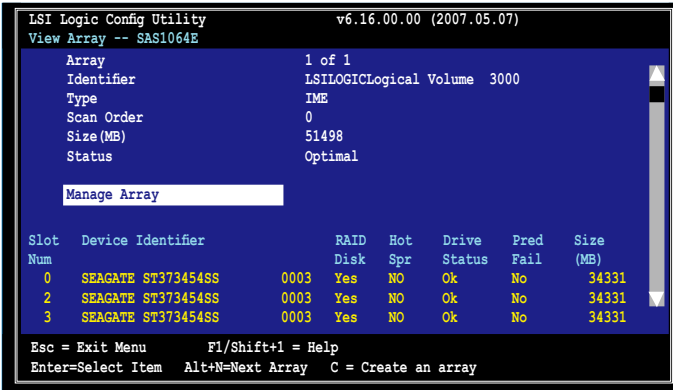 LSI Logic Config Utility v6.16.00.00 (2007.05.07)
View Array -- SAS1064E
Array 1 of 1
Identifier LSILOGICLogical Volume 3000
Type IME
Scan Order 0
Size(MB) 51498
Status Optimal
Manage Array
Slot Device Identifier RAID Hot Drive Pred Size
Num Disk Spr Status Fail (MB)
0 SEAGATE ST373454SS 0003 Yes NO Ok No 34331
2 SEAGATE ST373454SS 0003 Yes NO Ok No 34331
3 SEAGATE ST373454SS 0003 Yes NO Ok No 34331
Esc = Exit Menu F1/Shift+1 = Help
Enter=Select Item Alt+N=Next Array C = Create an array